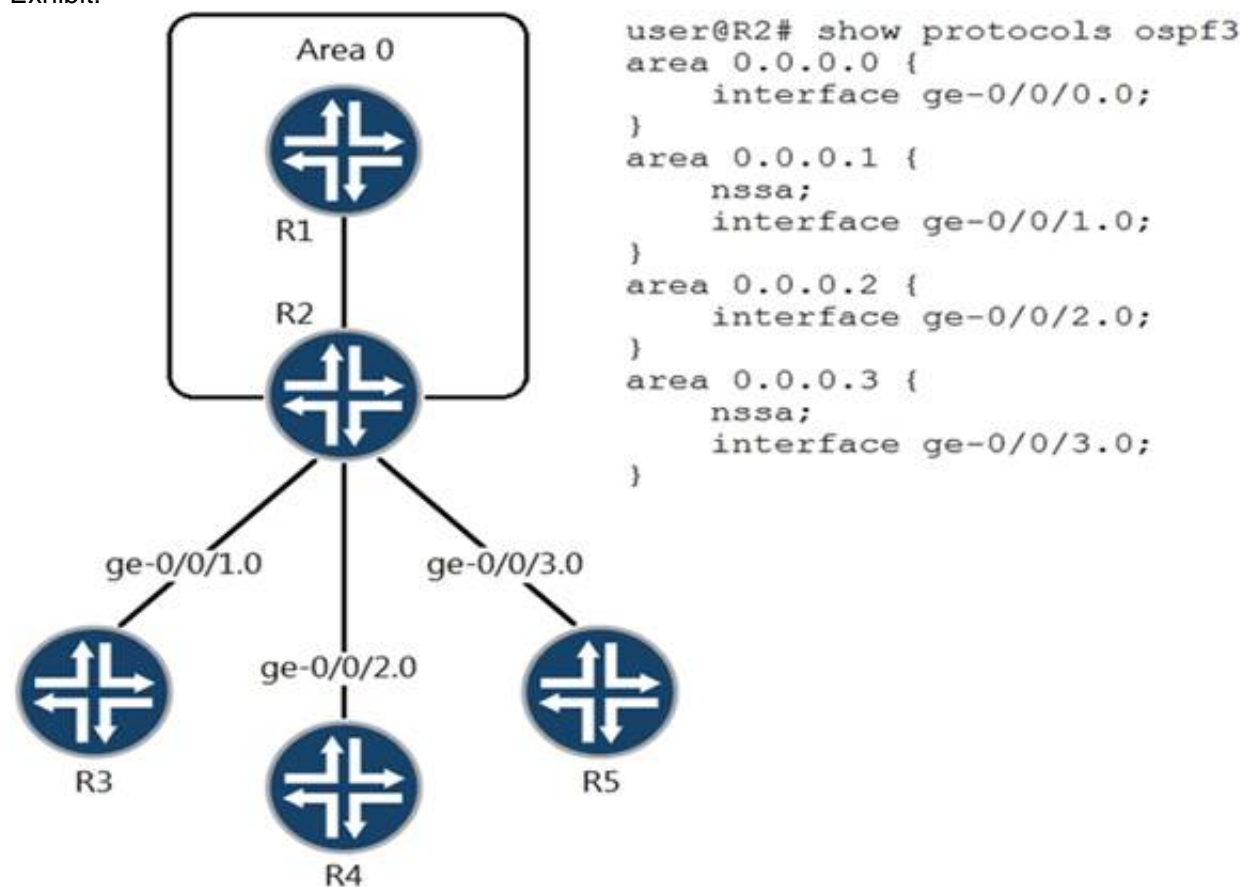 Exhibit:
Area 0
R1
R2
ge-0/0/1.0
ge-0/0/3.0
ge-0/0/2.0
R3
R5
R4
user@R2# show protocols ospf3
area 0.0.0.0 {
interface ge-0/0/0.0;
}
area 0.0.0.1 {
nssa;
interface ge-0/0/1.0;
}
area 0.0.0.2 {
interface ge-0/0/2.0;
}
area 0.0.0.3 {
nssa;
interface ge-0/0/3.0;
}